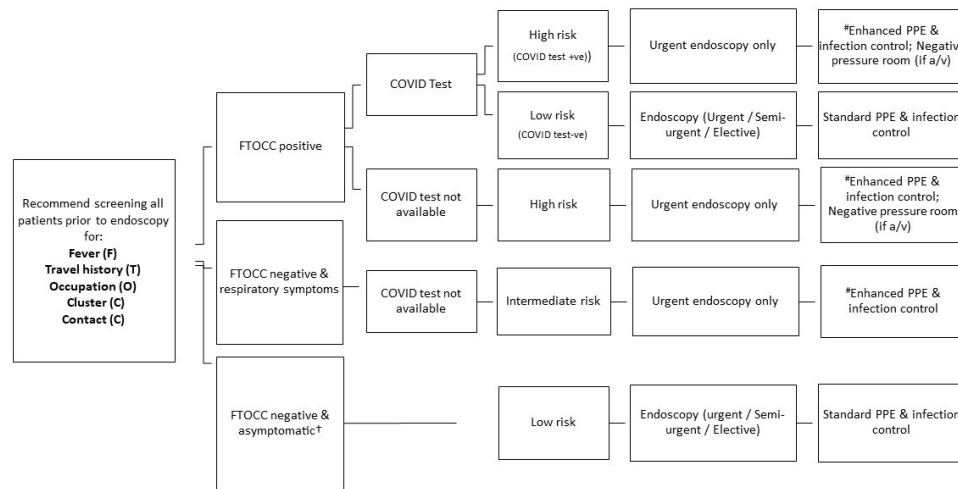 Recommend screening all
patients prior to endoscopy
for:
Fever (F)
Travel history (T)
Occupation (O)
Cluster (C)
Contact (C)
FTOCC positive
COVID Test
High risk
(COVID test +ve))
Urgent endoscopy only
#Enhanced PPE &
infection control; Negative
pressure room (if a/v)
Low risk
(COVID test-ve)
Endoscopy (Urgent / Semi-
urgent / Elective)
Standard PPE & infection
control
COVID test not
available
High risk
Urgent endoscopy only
#Enhanced PPE &
infection control;
Negative pressure room
(if a/v)
FTOCC negative &
respiratory symptoms
COVID test not
available
Intermediate risk
Urgent endoscopy only
#Enhanced PPE &
infection control
FTOCC negative &
asymptomatic†
Low risk
Endoscopy (urgent / Semi-
urgent / Elective)
Standard PPE & infection
control